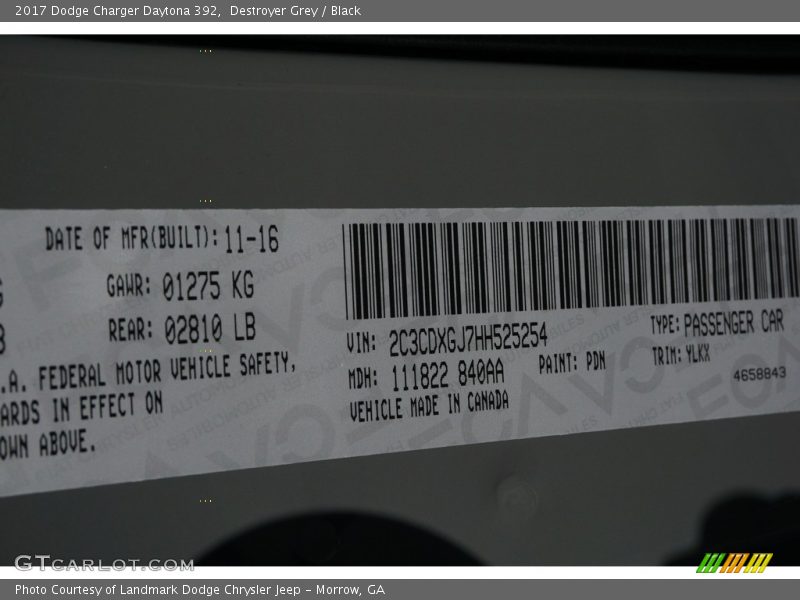 2017 Dodge Charger Daytona 392, Destroyer Grey / Black
DATE OF MFR(BUILT): 11-16
GAWR: 01275 KG
REAR: 02810 LB
.A. FEDERAL MOTOR VEHICLE SAFETY,
ARDS IN EFFECT ON
OWN ABOVE.
VIN: 2C3CDXGJ7HH525254
TYPE: PASSENGER CAR
MDH: 111822 840AA
PAINT: PDN
TRIM: YLKX
VEHICLE MADE IN CANADA
4658843
GTCARLOT.COM
Photo Courtesy of Landmark Dodge Chrysler Jeep - Morrow, GA